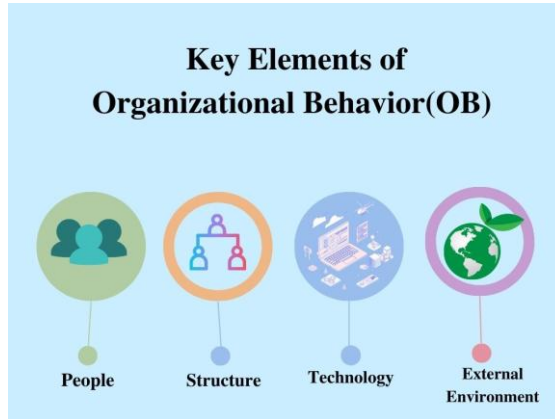 Key Elements of
Organizational Behavior(OB)
People
Structure
Technology
External
Environment